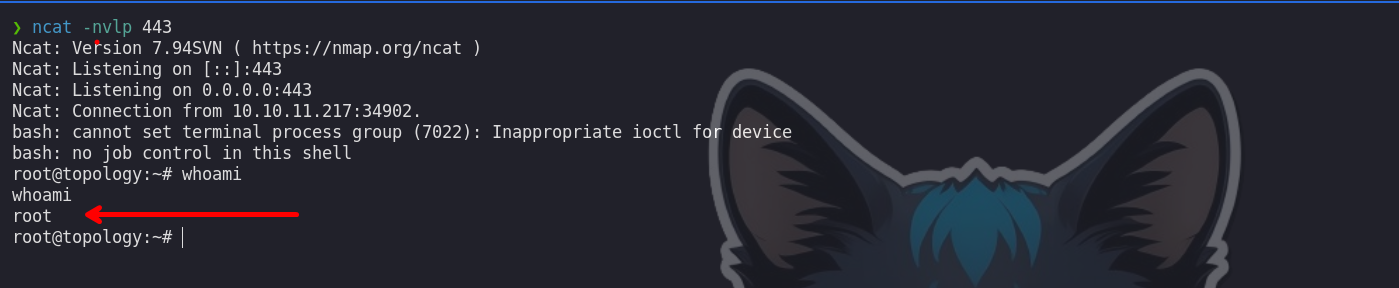 ❯ ncat -nvlp 443
Ncat: Version 7.94SVN ( https://nmap.org/ncat )
Ncat: Listening on [::]:443
Ncat: Listening on 0.0.0.0:443
Ncat: Connection from 10.10.11.217:34902.
bash: cannot set terminal process group (7022): Inappropriate ioctl for device
bash: no job control in this shell
root@topology:~# whoami
whoami
root
root@topology:~#